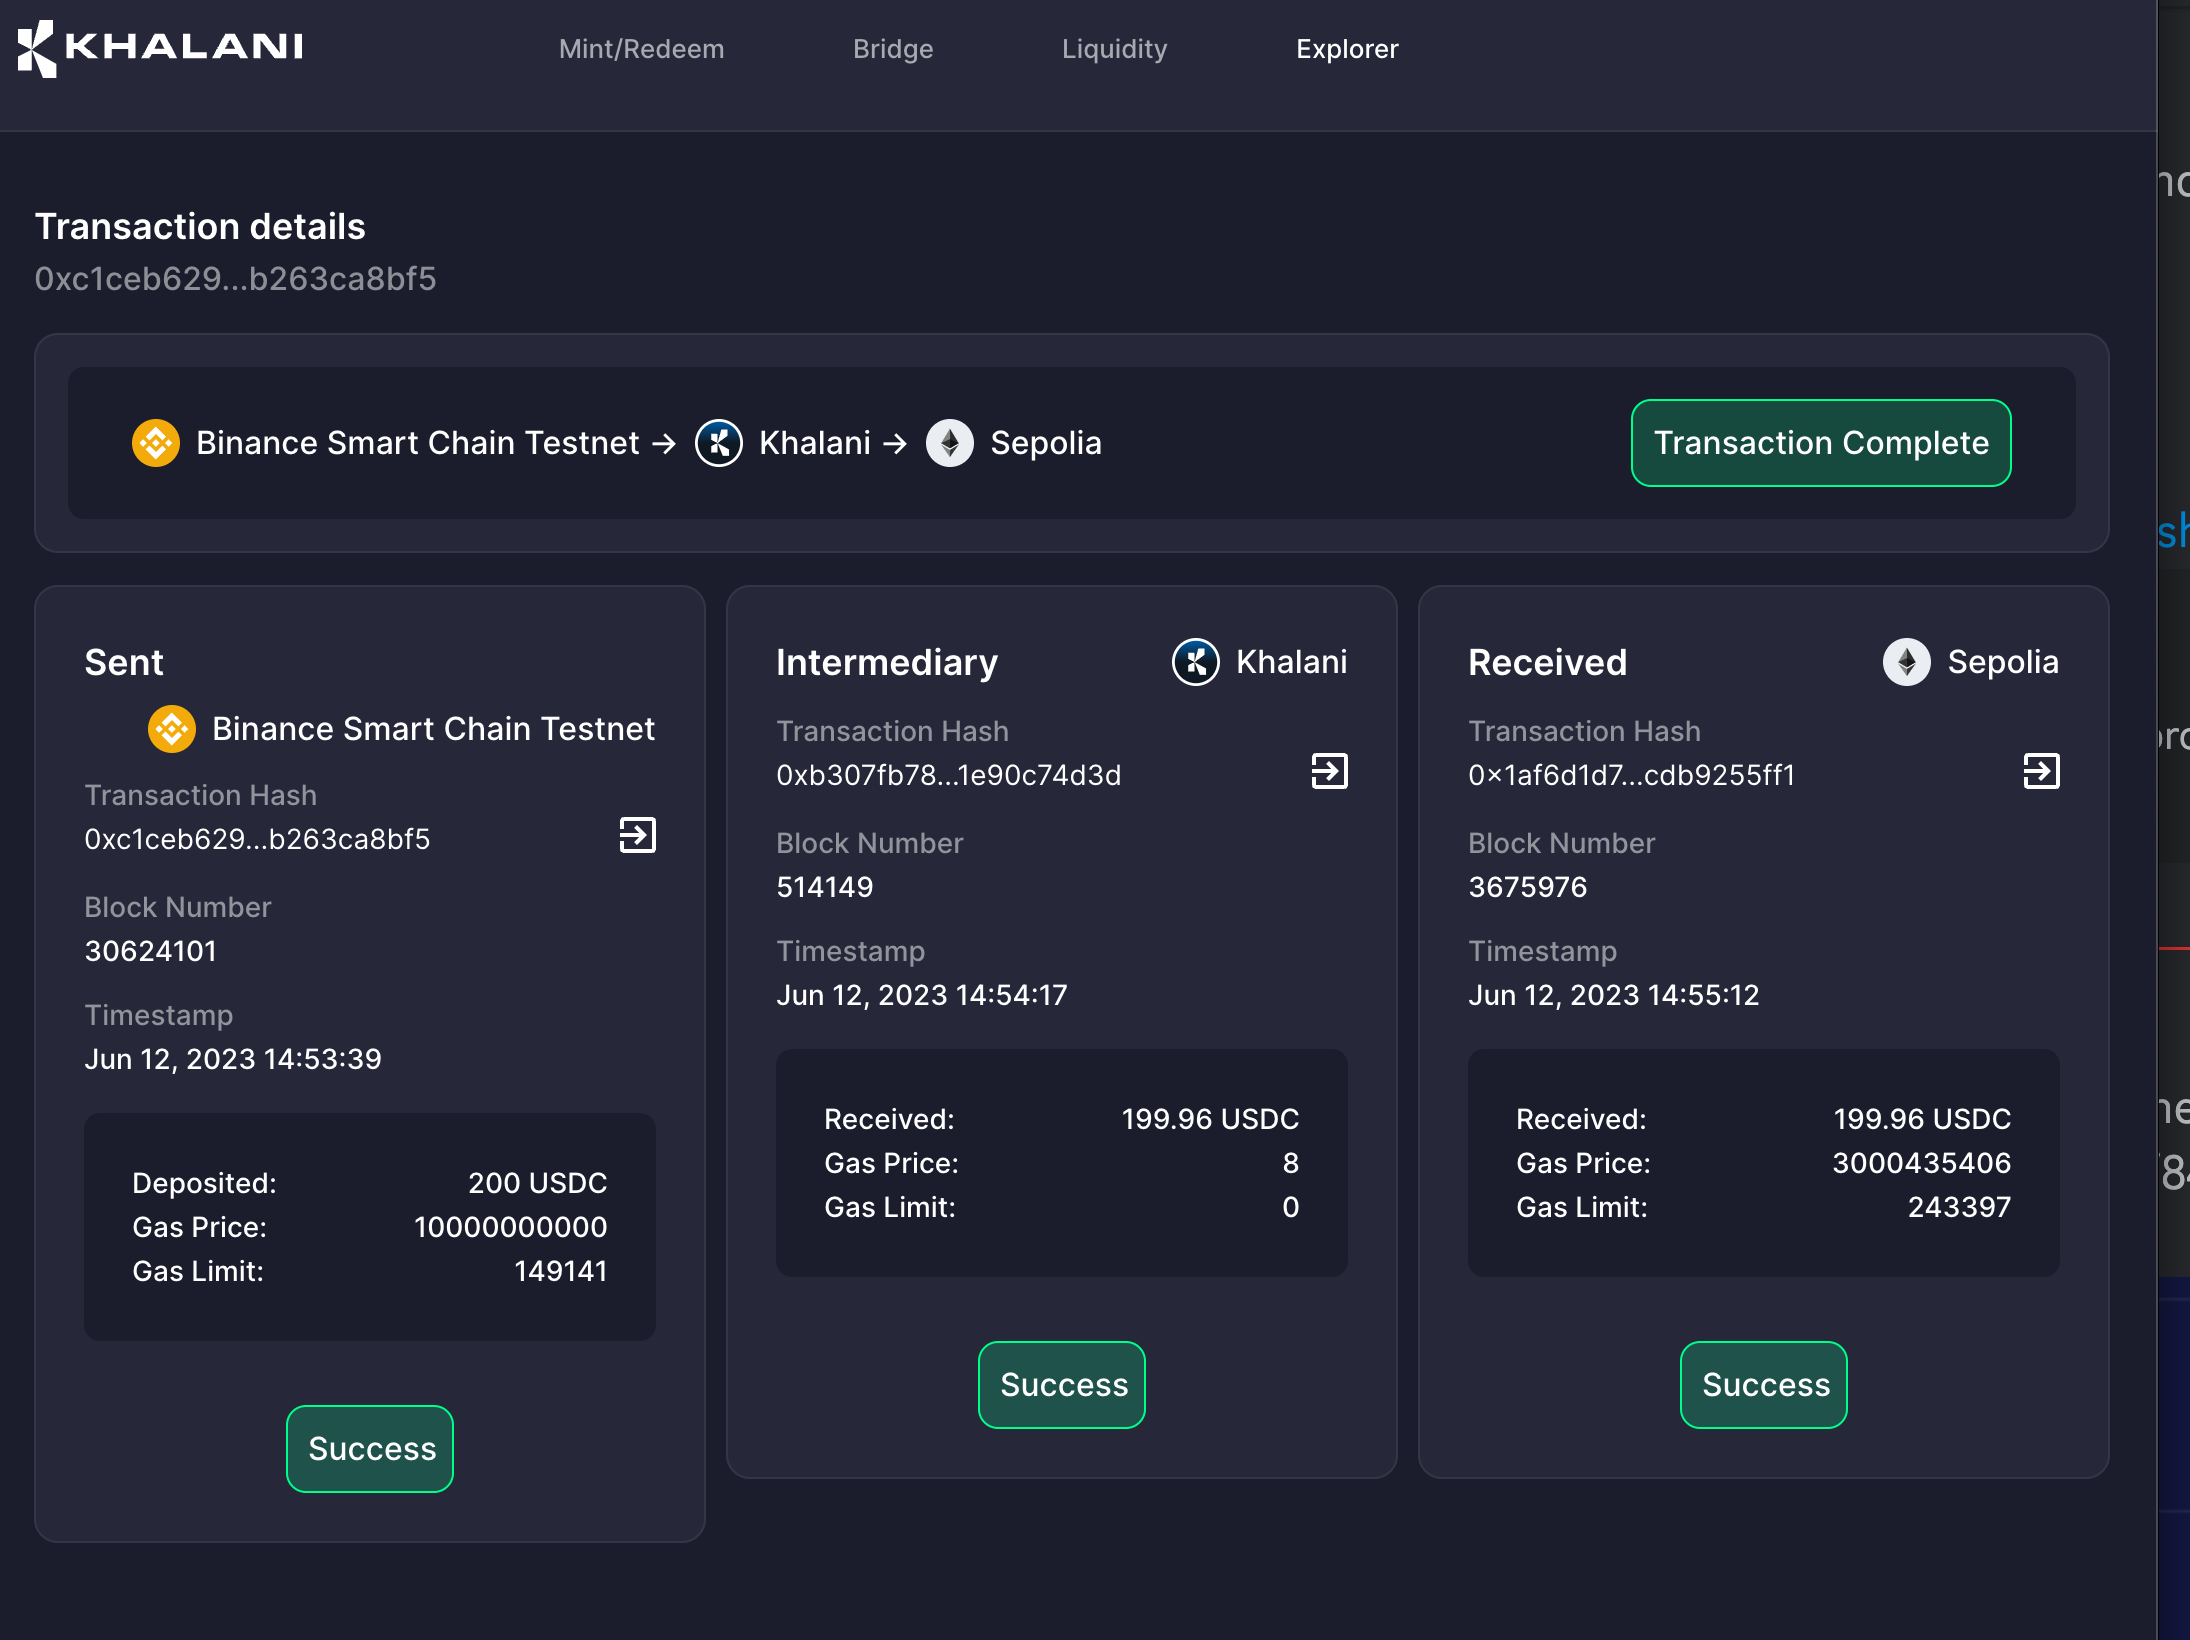 KHALANI
Mint/Redeem Bridge Liquidity Explorer
Transaction details
0xc1ceb629...b263ca8bf5
Binance Smart Chain Testnet → Khalani → Sepolia
Transaction Complete
Sent
Binance Smart Chain Testnet
Transaction Hash
0xc1ceb629...b263ca8bf5
Block Number
30624101
Timestamp
Jun 12, 2023 14:53:39
Deposited: 200 USDC
Gas Price: 10000000000
Gas Limit: 149141
Success
Intermediary Khalani
Transaction Hash
0xb307fb78...1e90c74d3d
Block Number
514149
Timestamp
Jun 12, 2023 14:54:17
Received: 199.96 USDC
Gas Price: 8
Gas Limit: 0
Success
Received Sepolia
Transaction Hash
0×1af6d1d7...cdb9255ff1
Block Number
3675976
Timestamp
Jun 12, 2023 14:55:12
Received: 199.96 USDC
Gas Price: 3000435406
Gas Limit: 243397
Success